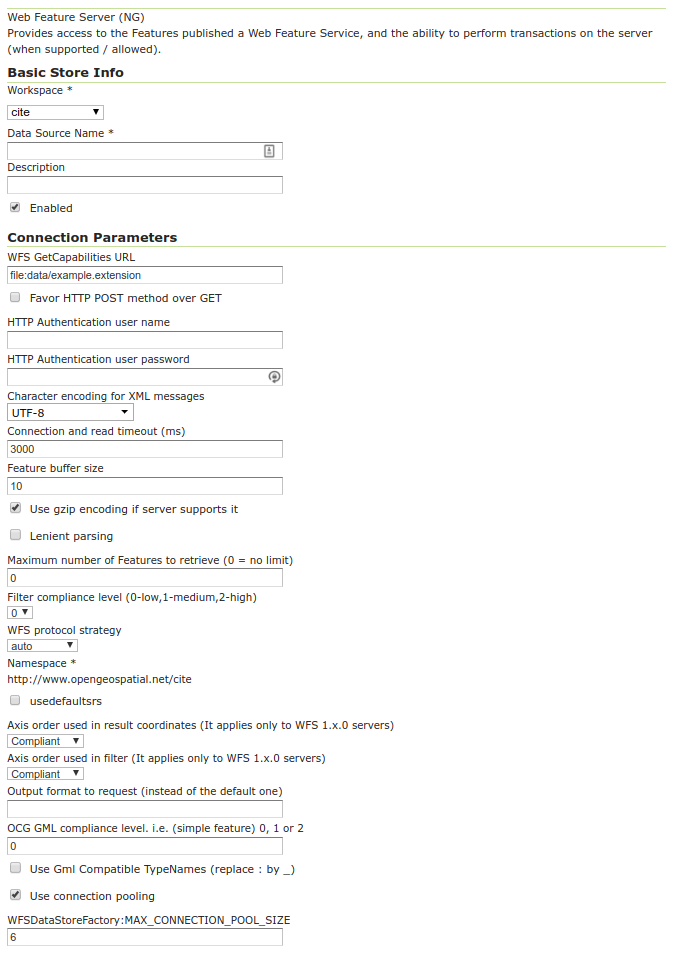 Web Feature Server (NG)
Provides access to the Features published a Web Feature Service, and the ability to perform transactions on the server
(when supported / allowed).
Basic Store Info
Workspace *
cite
Data Source Name *
Description
Enabled
Connection Parameters
WFS GetCapabilities URL
file:data/example.extension
Favor HTTP POST method over GET
HTTP Authentication user name
HTTP Authentication user password
Character encoding for XML messages
UTF-8
Connection and read timeout (ms)
3000
Feature buffer size
10
Use gzip encoding if server supports it
Lenient parsing
Maximum number of Features to retrieve (0 = no limit)
0
Filter compliance level (0-low,1-medium,2-high)
0
WFS protocol strategy
auto
Namespace *
http://www.opengeospatial.net/cite
usedefaultsrs
Axis order used in result coordinates (It applies only to WFS 1.x.0 servers)
Compliant
Axis order used in filter (It applies only to WFS 1.x.0 servers)
Compliant
Output format to request (instead of the default one)
OCG GML compliance level. i.e. (simple feature) 0, 1 or 2
0
Use Gml Compatible TypeNames (replace : by _)
Use connection pooling
WFSDataStoreFactory:MAX_CONNECTION_POOL_SIZE
6